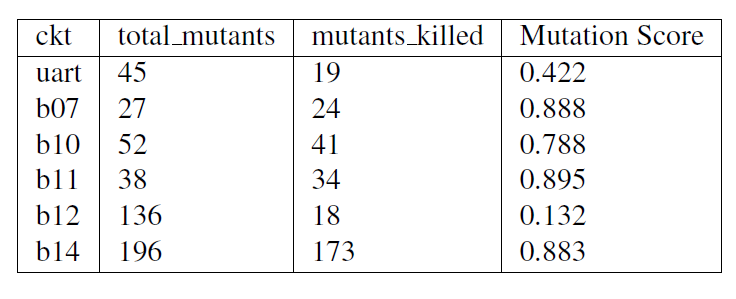 ckt total_mutants mutants_killed Mutation Score
uart 45 19 0.422
b07 27 24 0.888
b10 52 41 0.788
b11 38 34 0.895
b12 136 18 0.132
b14 196 173 0.883